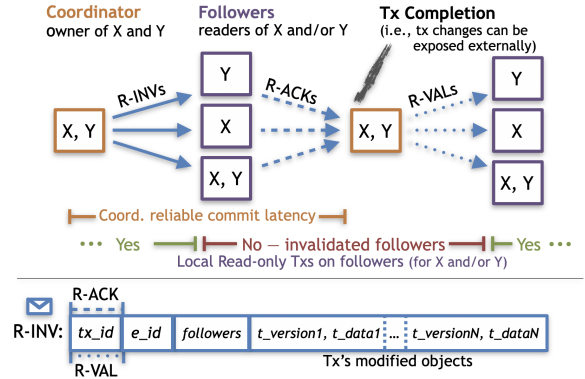 Coordinator
owner of X and Y
Followers
readers of X and/or Y
Tx Completion
(i.e., tx changes can be
exposed externally)
R-INVs
R-ACKs
R-VALs
X, Y
Y
X
X, Y
X, Y
Y
X
X, Y
Coord. reliable commit latency
••• Yes
No — invalidated followers
Yes •••
Local Read-only Txs on followers (for X and/or Y)
R-ACK
R-INV:
tx_id
e_id
followers
t_version1, t_data1
...
t_versionN, t_dataN
R-VAL
Tx's modified objects